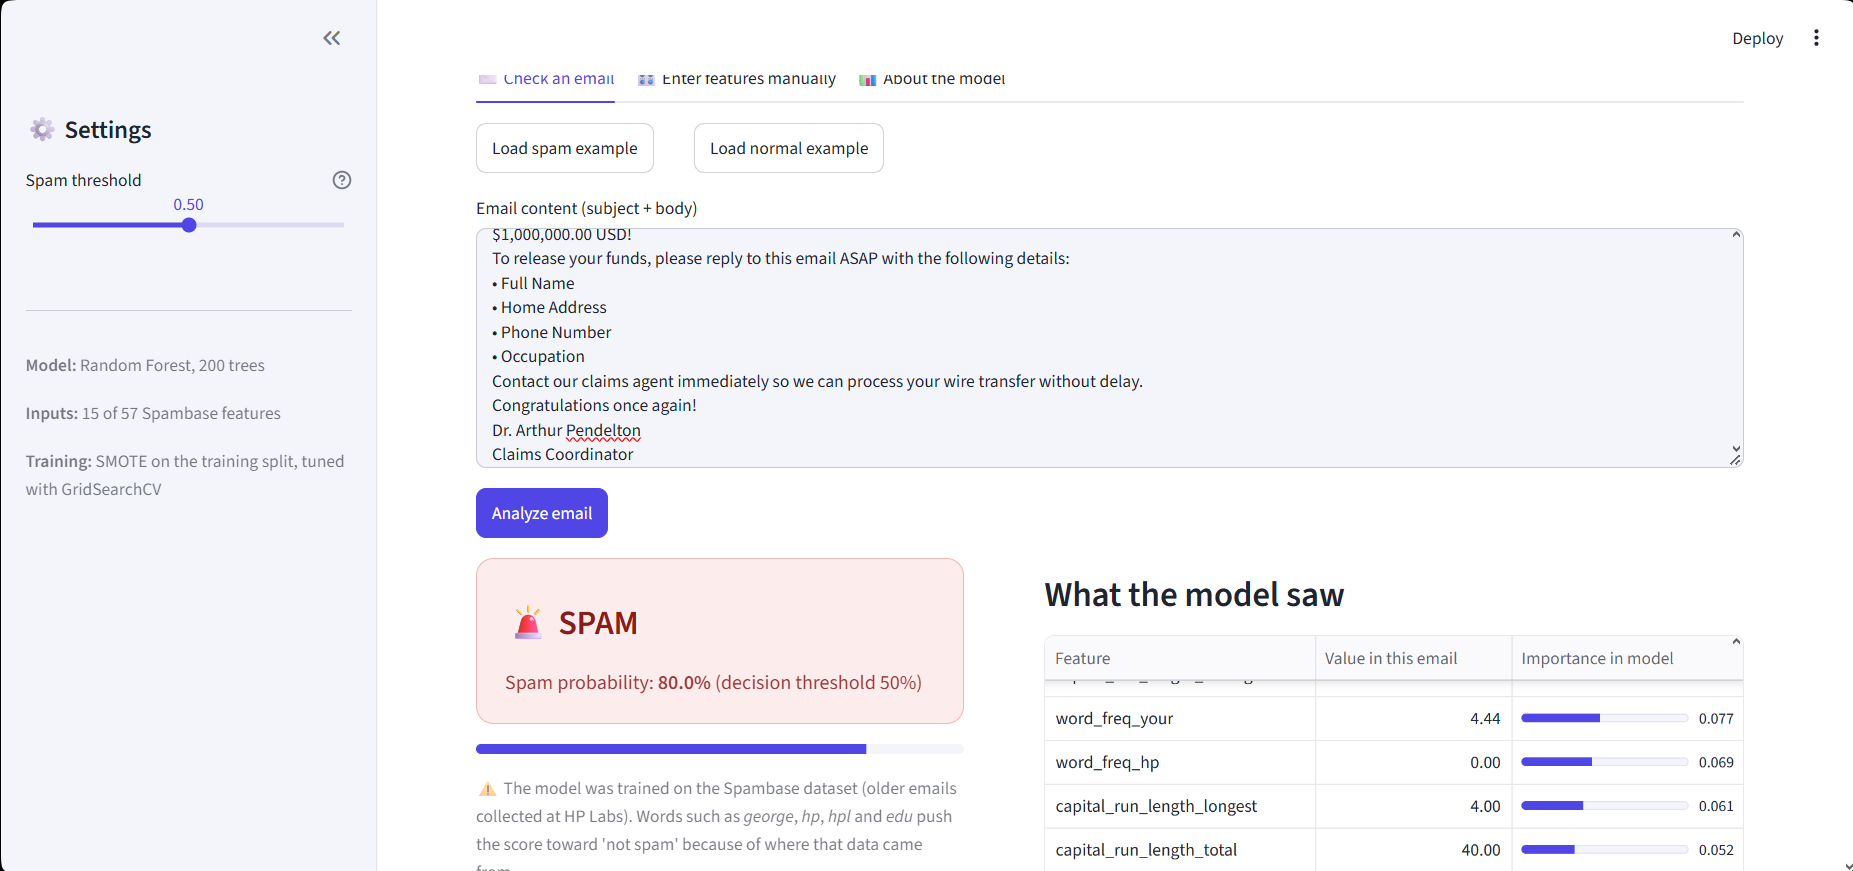 Deploy
Check an email
Enter features manually
About the model
Settings
Spam threshold
0.50
Model: Random Forest, 200 trees
Inputs: 15 of 57 Spambase features
Training: SMOTE on the training split, tuned
with GridSearchCV
Load spam example
Load normal example
Email content (subject + body)
$1,000,000.00 USD!
To release your funds, please reply to this email ASAP with the following details:
• Full Name
• Home Address
• Phone Number
• Occupation
Contact our claims agent immediately so we can process your wire transfer without delay.
Congratulations once again!
Dr. Arthur Pendelton
Claims Coordinator
Analyze email
SPAM
Spam probability: 80.0% (decision threshold 50%)
The model was trained on the Spambase dataset (older emails
collected at HP Labs). Words such as george, hp, hpl and edu push
the score toward 'not spam' because of where that data came
What the model saw
Feature Value in this email Importance in model
word_freq_your 4.44 0.077
word_freq_hp 0.00 0.069
capital_run_length_longest 4.00 0.061
capital_run_length_total 40.00 0.052